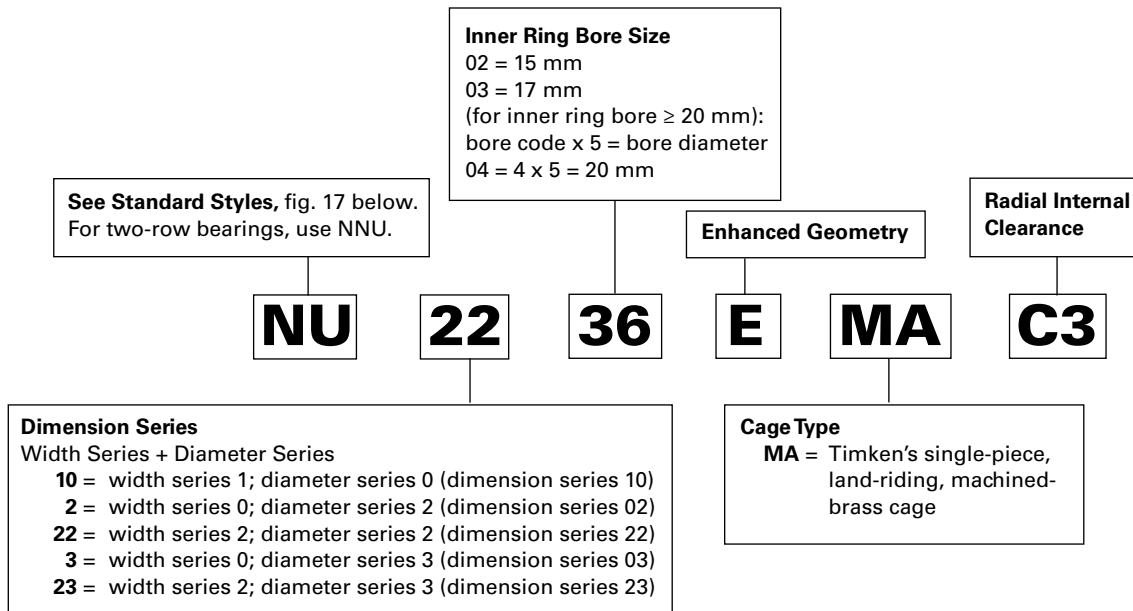 Inner Ring Bore Size
02 = 15 mm
03 = 17 mm
(for inner ring bore ≥ 20 mm):
bore code x 5 = bore diameter
04 = 4 x 5 = 20 mm
See Standard Styles, fig. 17 below.
For two-row bearings, use NNU.
Enhanced Geometry
Radial Internal
Clearance
NU 22 36 E MA C3
Dimension Series
Width Series + Diameter Series
10 = width series 1; diameter series 0 (dimension series 10)
2 = width series 0; diameter series 2 (dimension series 02)
22 = width series 2; diameter series 2 (dimension series 22)
3 = width series 0; diameter series 3 (dimension series 03)
23 = width series 2; diameter series 3 (dimension series 23)
Cage Type
MA = Timken's single-piece,
land-riding, machined-
brass cage